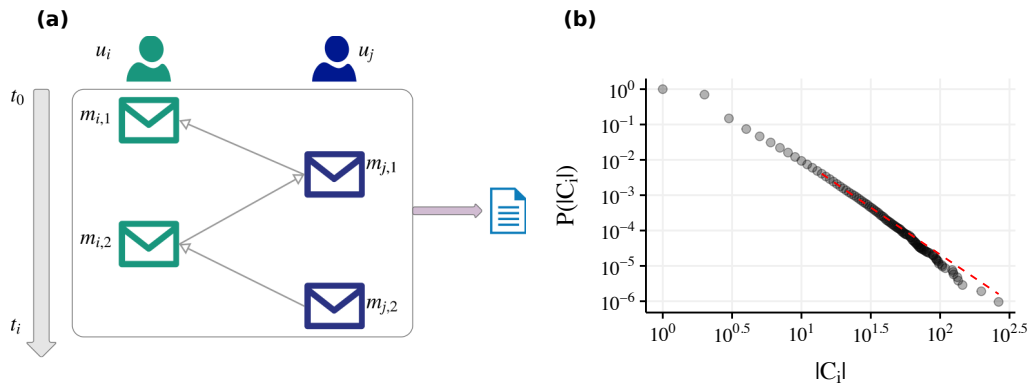 (a)
u_i
u_j
t_0
m_{i,1}
m_{j,1}
m_{i,2}
m_{j,2}
t_i
(b)
P(|C_i|)
10^0
10^{-1}
10^{-2}
10^{-3}
10^{-4}
10^{-5}
10^{-6}
10^0
10^{0.5}
10^1
10^{1.5}
10^2
10^{2.5}
|C_i|